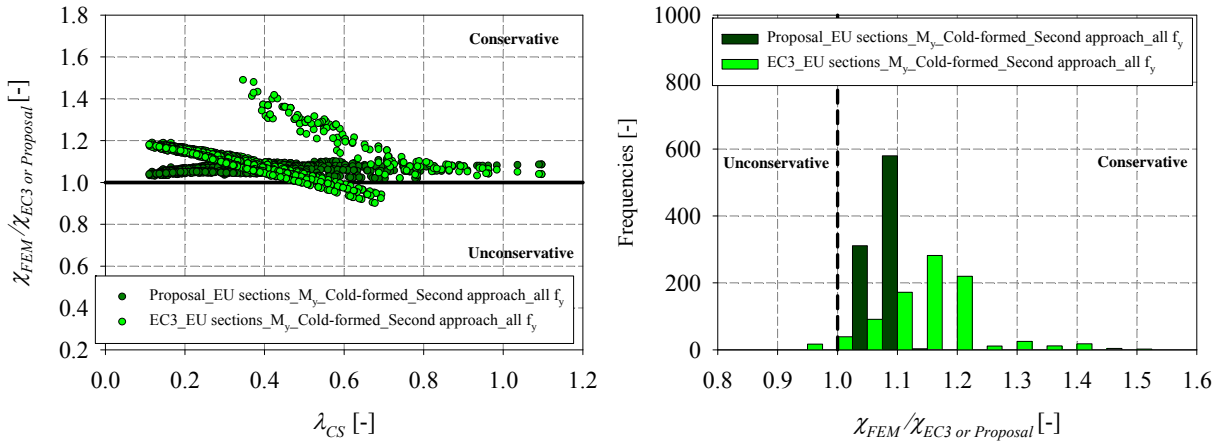 1.8
1.6
1.4
1.2
1.0
0.8
0.6
0.4
0.2
χFEM/χEC3 or Proposal [-]
Conservative
Unconservative
Proposal_EU sections_My_Cold-formed_Second approach_all fy
EC3_EU sections_My_Cold-formed_Second approach_all fy
0.0 0.2 0.4 0.6 0.8 1.0 1.2
λCS [-]
1000
800
600
400
200
0
Frequencies [-]
Proposal_EU sections_My_Cold-formed_Second approach_all fy
EC3_EU sections_My_Cold-formed_Second approach_all fy
Unconservative Conservative
0.8 0.9 1.0 1.1 1.2 1.3 1.4 1.5 1.6
χFEM/χEC3 or Proposal [-]